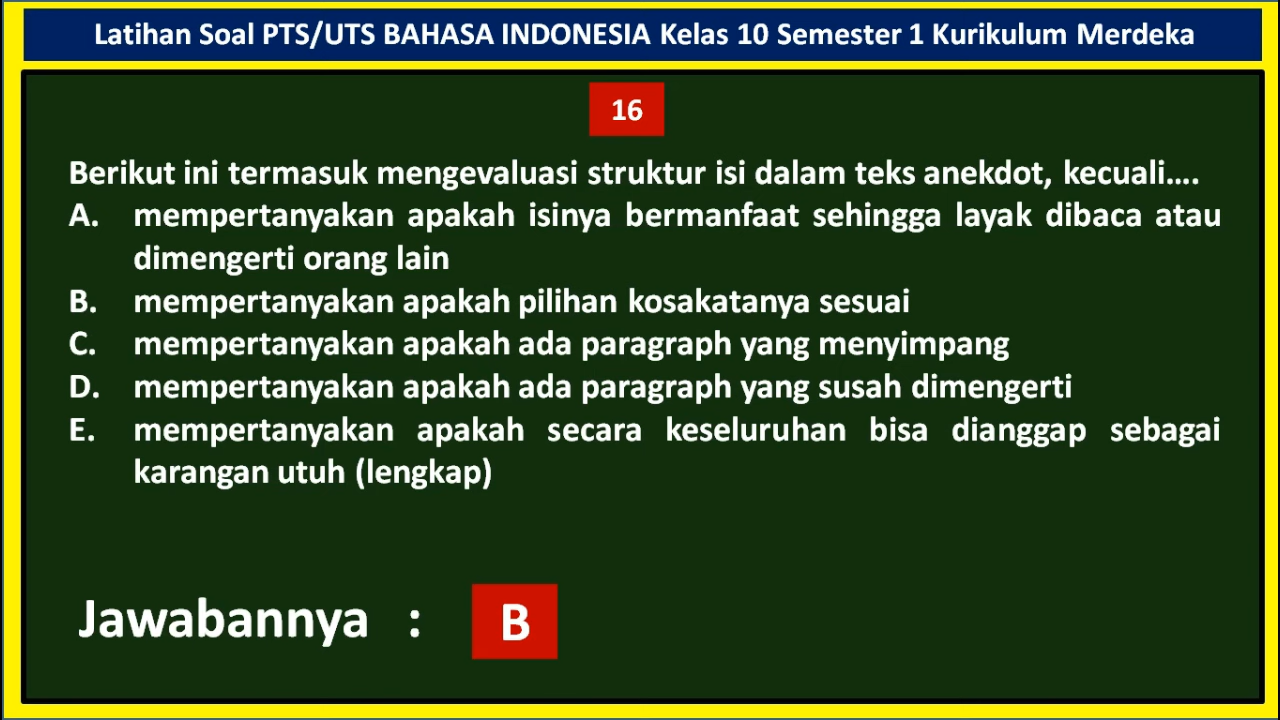 Latihan Soal PTS/UTS BAHASA INDONESIA Kelas 10 Semester 1 Kurikulum Merdeka
16
Berikut ini termasuk mengevaluasi struktur isi dalam teks anekdot, kecuali....
A. mempertanyakan apakah isinya bermanfaat sehingga layak dibaca atau
dimengerti orang lain
B. mempertanyakan apakah pilihan kosakatanya sesuai
C. mempertanyakan apakah ada paragraph yang menyimpang
D. mempertanyakan apakah ada paragraph yang susah dimengerti
E. mempertanyakan apakah secara keseluruhan bisa dianggap sebagai
karangan utuh (lengkap)
Jawabannya : B